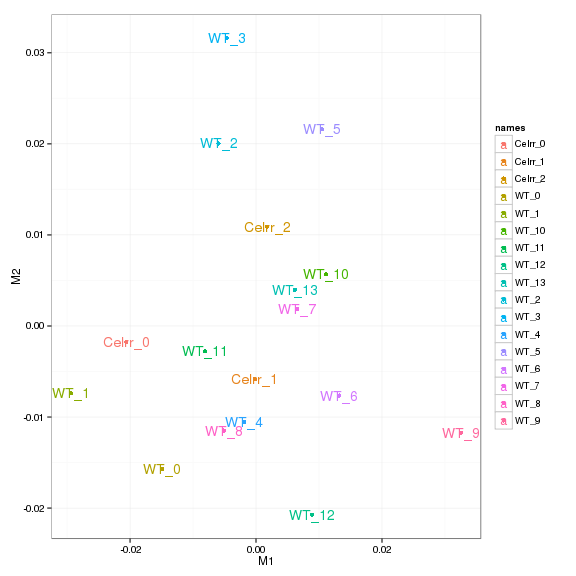 WT_3
0.03
WT_5
WT_2
0.02
names
Celrr_0
Celrr_1
Celrr_2
WT_0
WT_1
WT_10
WT_11
WT_12
WT_13
WT_2
WT_3
WT_4
WT_5
WT_6
WT_7
WT_8
WT_9
Celrr_2
0.01
WT_10
M2
WT_13
WT_7
0.00
Celrr_0
WT_11
Celrr_1
WT_1
WT_6
-0.01
WT_4
WT_8
WT_9
WT_0
-0.02
WT_12
-0.02 0.00 0.02
M1